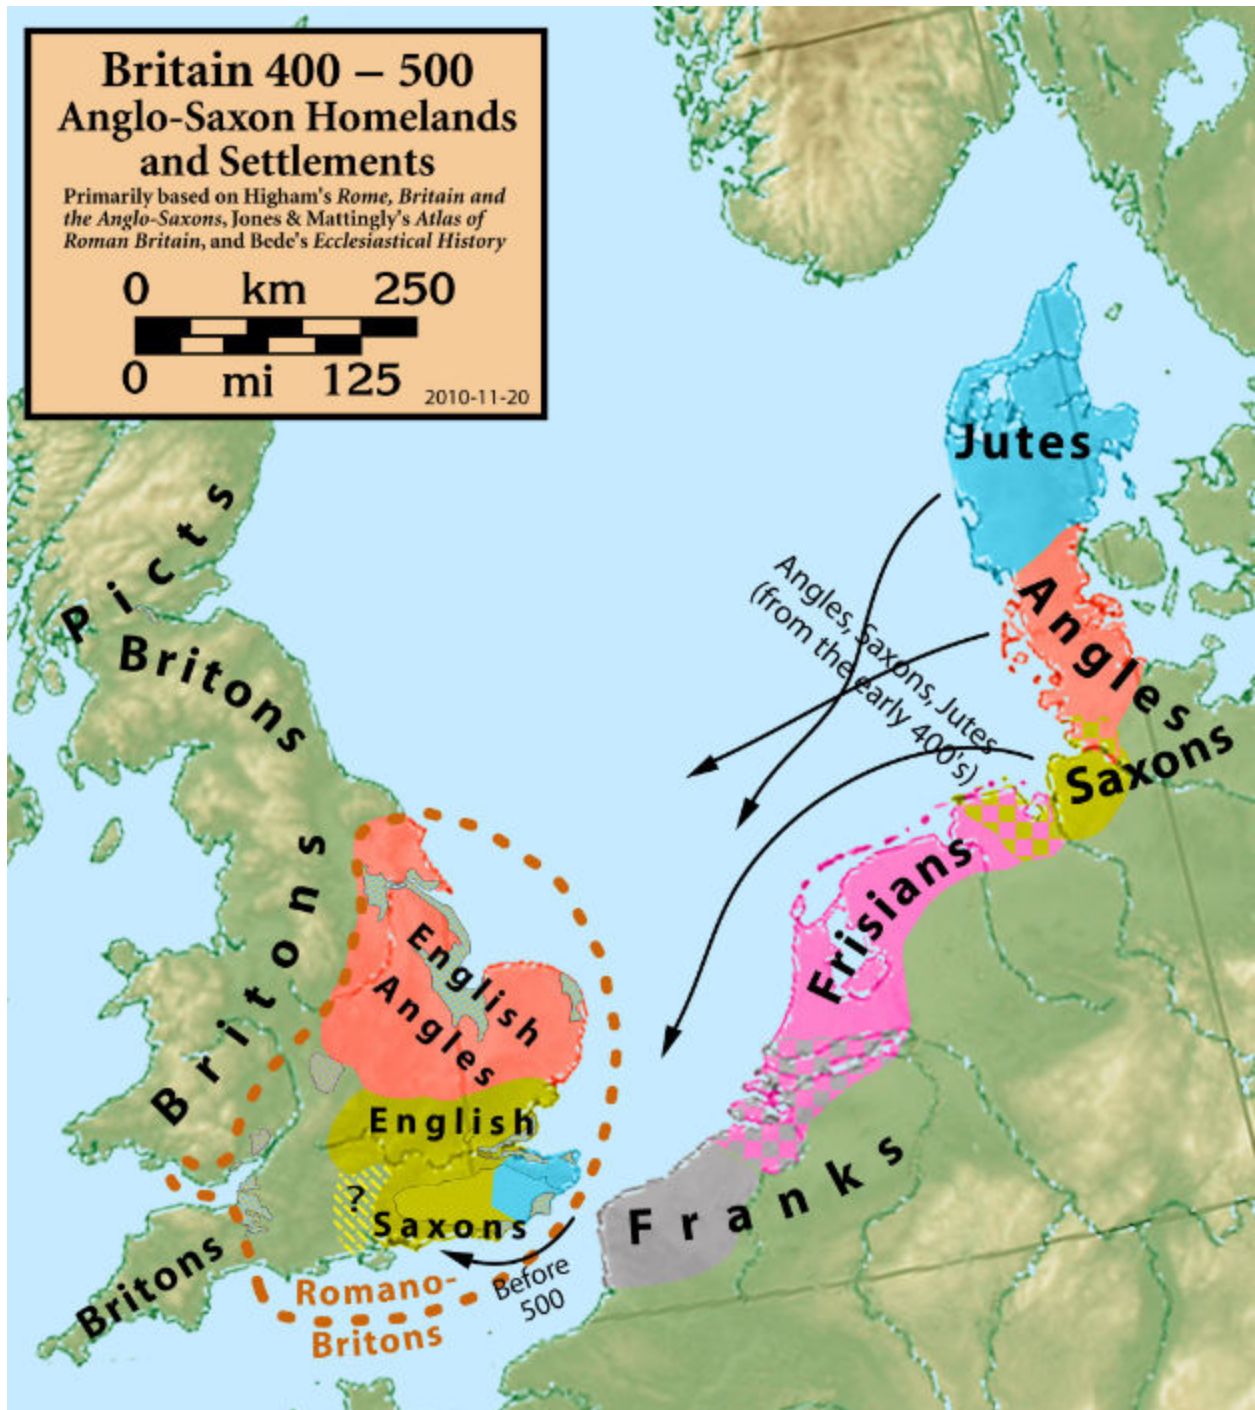 Britain 400 – 500
Anglo-Saxon Homelands
and Settlements
Primarily based on Higham's Rome, Britain and
the Anglo-Saxons, Jones & Mattingly's Atlas of
Roman Britain, and Bede's Ecclesiastical History
0 km 250
0 mi 125
2010-11-20
Jutes
Picts
Angles, Saxons, Jutes
(from the early 400's)
Angles
Britons
Saxons
Britons
Frisians
English
Angles
English
?
Saxons
Franks
Britons
Before
500
Romano-
Britons